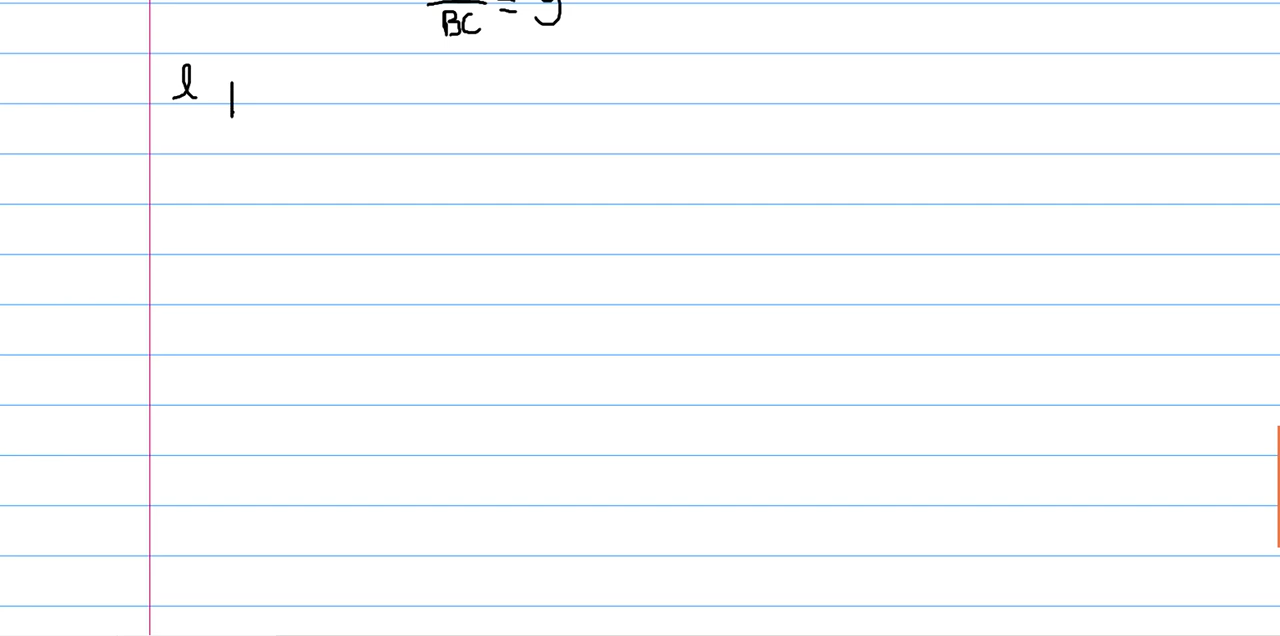 BC = y
l |